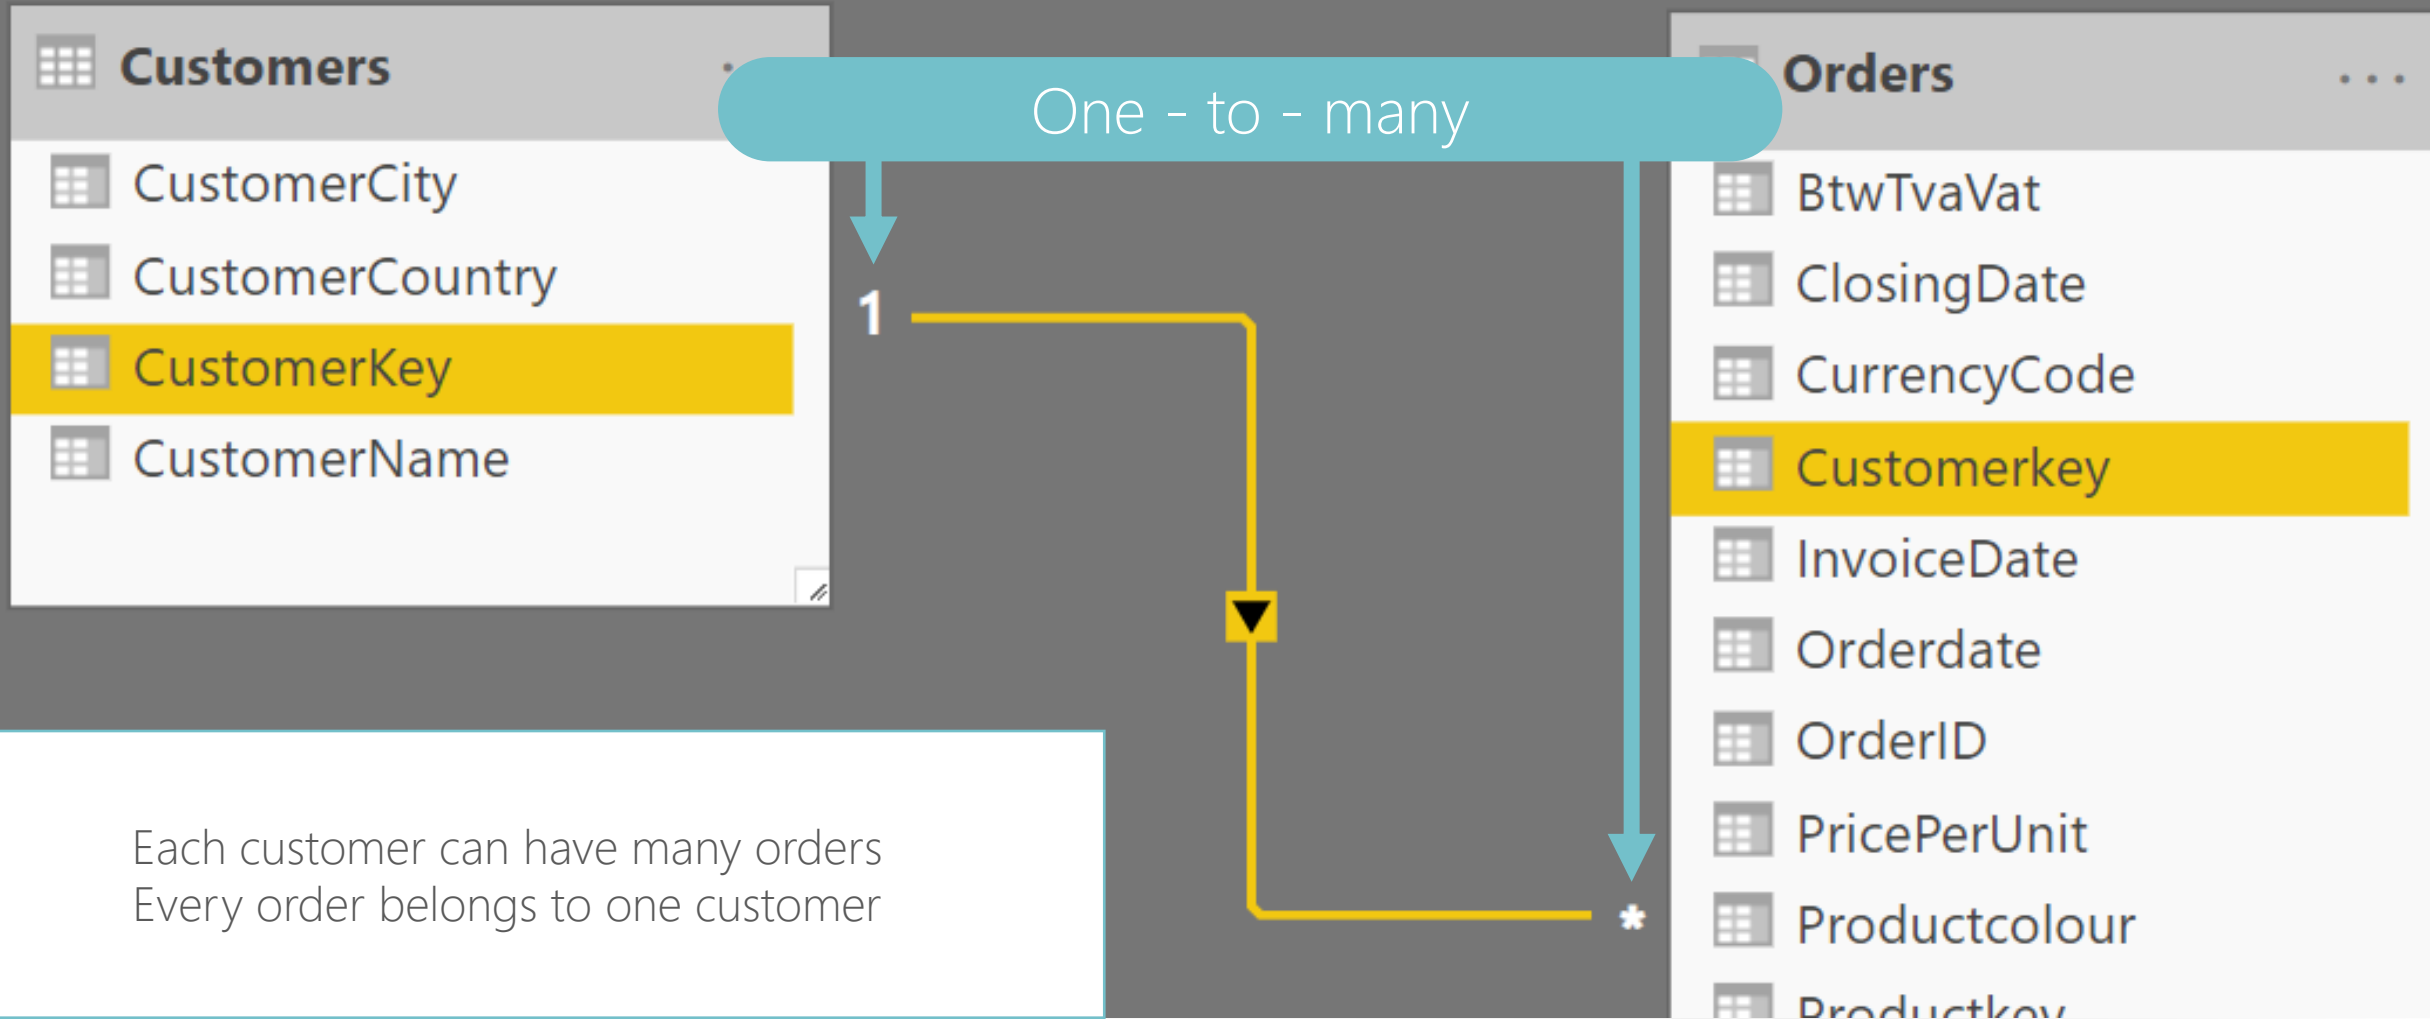 Customers
One - to - many
Orders
CustomerCity
CustomerCountry
CustomerKey
CustomerName
1
*
BtwTvaVat
ClosingDate
CurrencyCode
Customerkey
InvoiceDate
Orderdate
OrderID
PricePerUnit
Productcolour
Productkey
Each customer can have many orders
Every order belongs to one customer